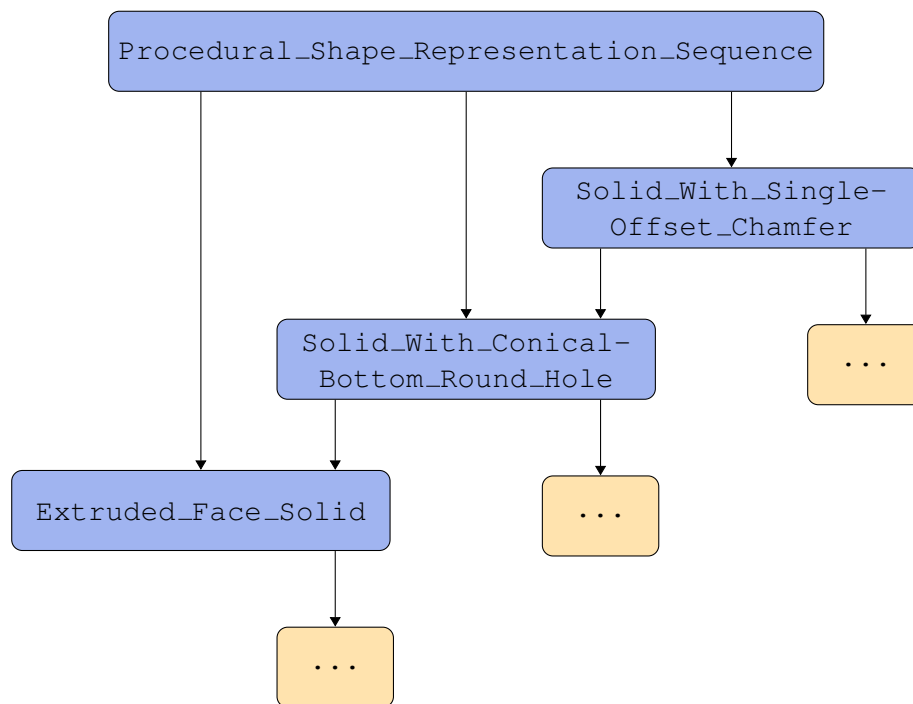 Procedural_Shape_Representation_Sequence
Solid_With_Single-
Offset_Chamfer
Solid_With_Conical-
Bottom_Round_Hole
...
Extruded_Face_Solid
...
...